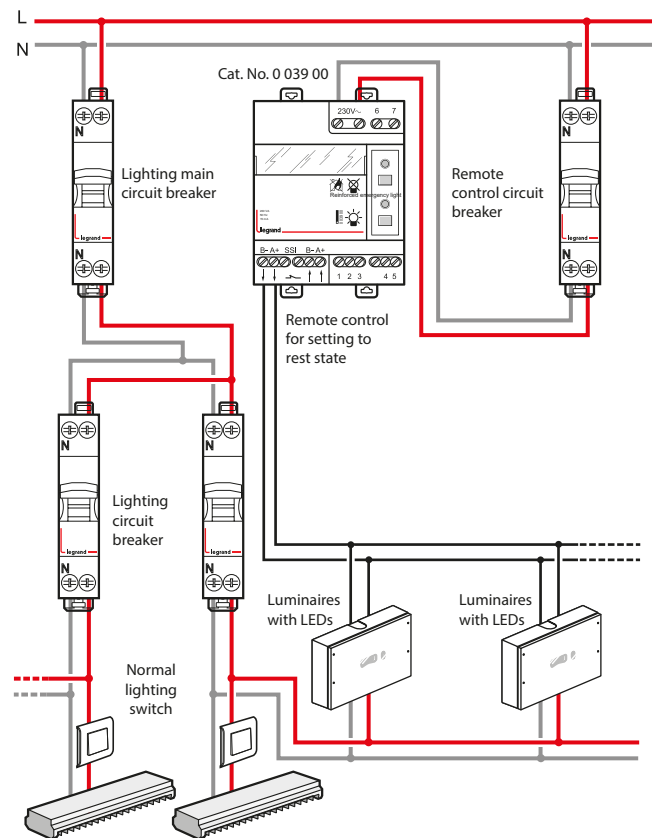 L
N
Cat. No. 0 039 00
230V~ 6 7
N
Lighting main
circuit breaker
legrand
N
Reinforced emergency light
legrand
B- A+ SSI B- A+
1 2 3 4 5
Remote
control circuit
breaker
N
legrand
N
Remote control
for setting to
rest state
N
N
Lighting
circuit
breaker
legrand
legrand
N
N
Luminaires
with LEDs
Luminaires
with LEDs
Normal
lighting
switch